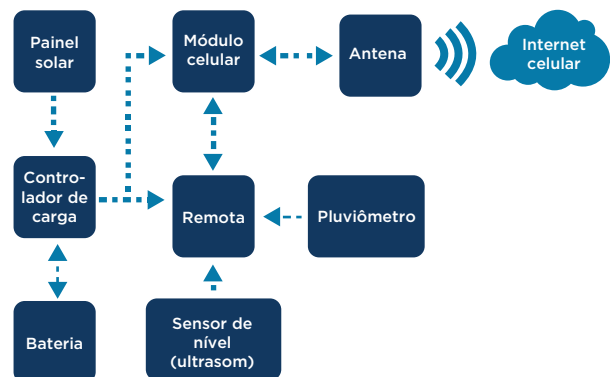 Painel
solar
Módulo
celular
Antena
Internet
celular
Contro-
lador de
carga
Remota
Pluviômetro
Bateria
Sensor de
nível
(ultrasom)